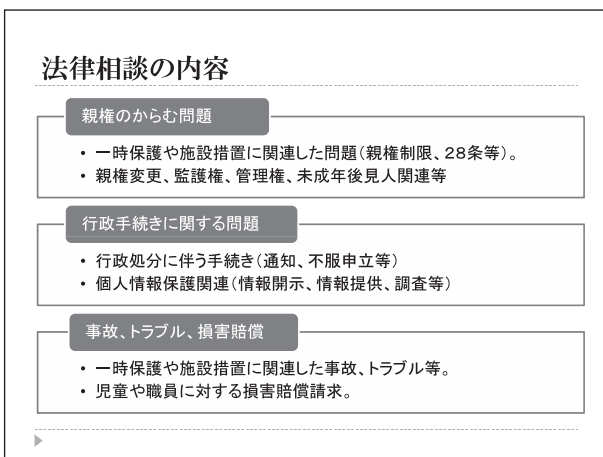 法律相談の内容
親権のからむ問題
• 一時保護や施設措置に関連した問題(親権制限、28条等)。
• 親権変更、監護権、管理権、未成年後見人関連等
行政手続きに関する問題
• 行政処分に伴う手続き(通知、不服申立等)
• 個人情報保護関連(情報開示、情報提供、調査等)
事故、トラブル、損害賠償
• 一時保護や施設措置に関連した事故、トラブル等。
• 児童や職員に対する損害賠償請求。